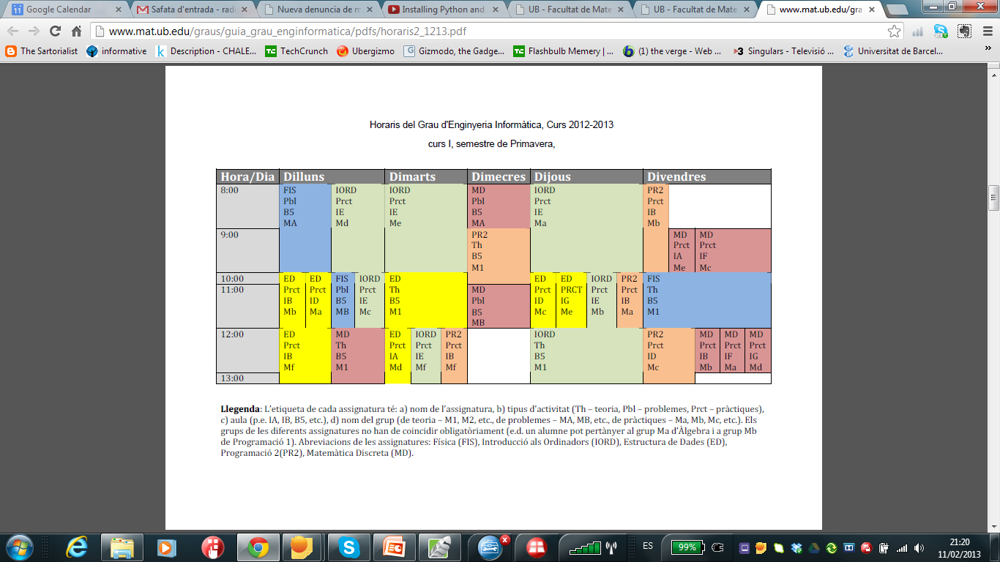 Google Calendar
Safata d'entrada - radi
Nueva denuncia de m
Installing Python and
UB - Facultat de Mate
UB - Facultat de Mate
www.mat.ub.edu/gra
www.mat.ub.edu/graus/guia_grau_enginformatica/pdfs/horaris2_1213.pdf
The Sartorialist
informative
Description - CHALE...
TechCrunch
Ubergizmo
Gizmodo, the Gadge...
Flashbulb Memery | ...
(1) the verge - Web ...
Singulars - Televisió ...
Universitat de Barcel...
»
Horaris del Grau d'Enginyeria Informàtica, Curs 2012-2013
curs I, semestre de Primavera,
Hora/Dia Dilluns Dimarts Dimecres Dijous Divendres
8:00 FIS IORD IORD MD IORD PR2
Pbl Prct Prct Pbl Prct Prct
B5 IE IE B5 IE IB
MA Md Me MA Ma Mb
9:00 PR2 MD MD
Th Prct Prct
B5 IA IF
M1 Me Mc
10:00 ED ED FIS IORD ED ED ED IORD PR2 FIS
11:00 Prct Prct Pbl Prct Th MD Prct PRCT Prct Prct Th
IB ID B5 IE B5 Pbl ID IG IE IB B5
Mb Ma MB Mc M1 B5 Mc Me Mb Ma M1
MB
12:00 ED MD ED IORD PR2 IORD PR2 MD MD MD
Prct Th Prct Prct Prct Th Prct Prct Prct Prct
IB B5 IA IE IB B5 ID IB IF IG
Mf M1 Md Mf Mf M1 Mc Mb Ma Md
13:00
Llegenda: L'etiqueta de cada assignatura té: a) nom de l'assignatura, b) tipus d'activitat (Th – teoria, Pbl – problemes, Prct – pràctiques),
c) aula (p.e. IA, IB, B5, etc.), d) nom del grup (de teoria – M1, M2, etc., de problemes – MA, MB, etc., de pràctiques – Ma, Mb, Mc, etc.). Els
grups de les diferents assignatures no han de coincidir obligatòriament (e.d. un alumne pot pertànyer al grup Ma d'Àlgebra i a grup Mb
de Programació 1). Abreviacions de les assignatures: Física (FIS), Introducció als Ordinadors (IORD), Estructura de Dades (ED),
Programació 2(PR2), Matemàtica Discreta (MD).
ES
99%
21:20
11/02/2013